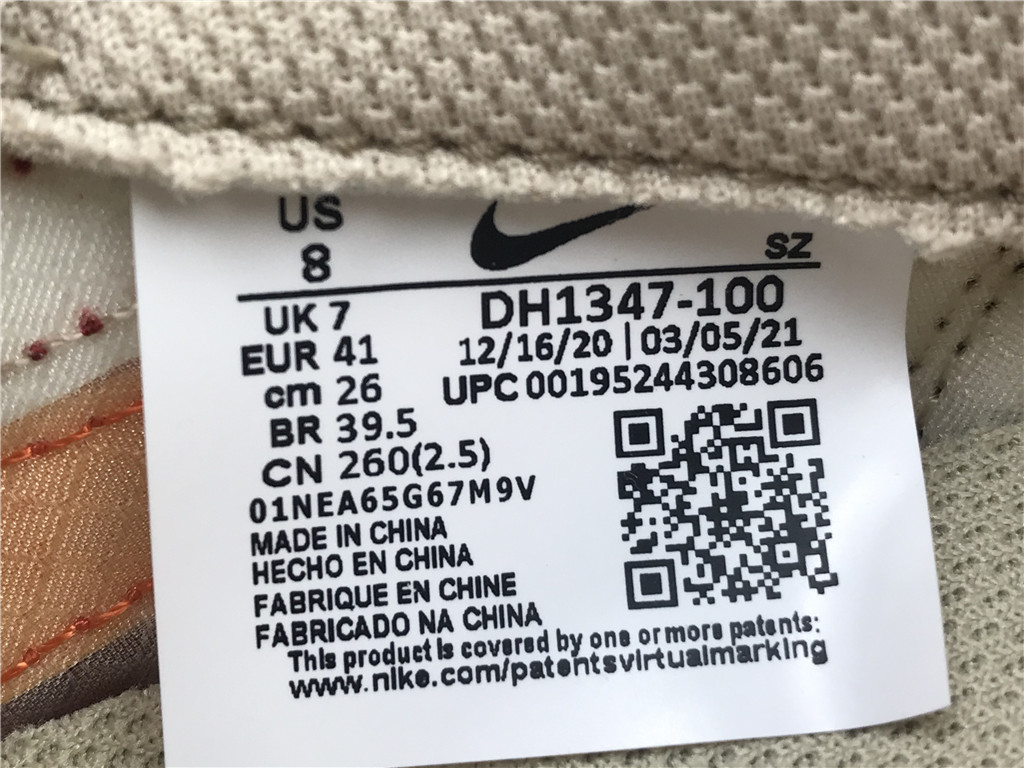 US
8
SZ
UK 7
EUR 41
cm 26
BR 39.5
CN 260(2.5)
01NEA65G67M9V
DH1347-100
12/16/20 | 03/05/21
UPC 00195244308606
MADE IN CHINA
HECHO EN CHINA
FABRIQUE EN CHINE
FABRICADO NA CHINA
This product is covered by one or more patents:
www.nike.com/patentsvirtualmarking